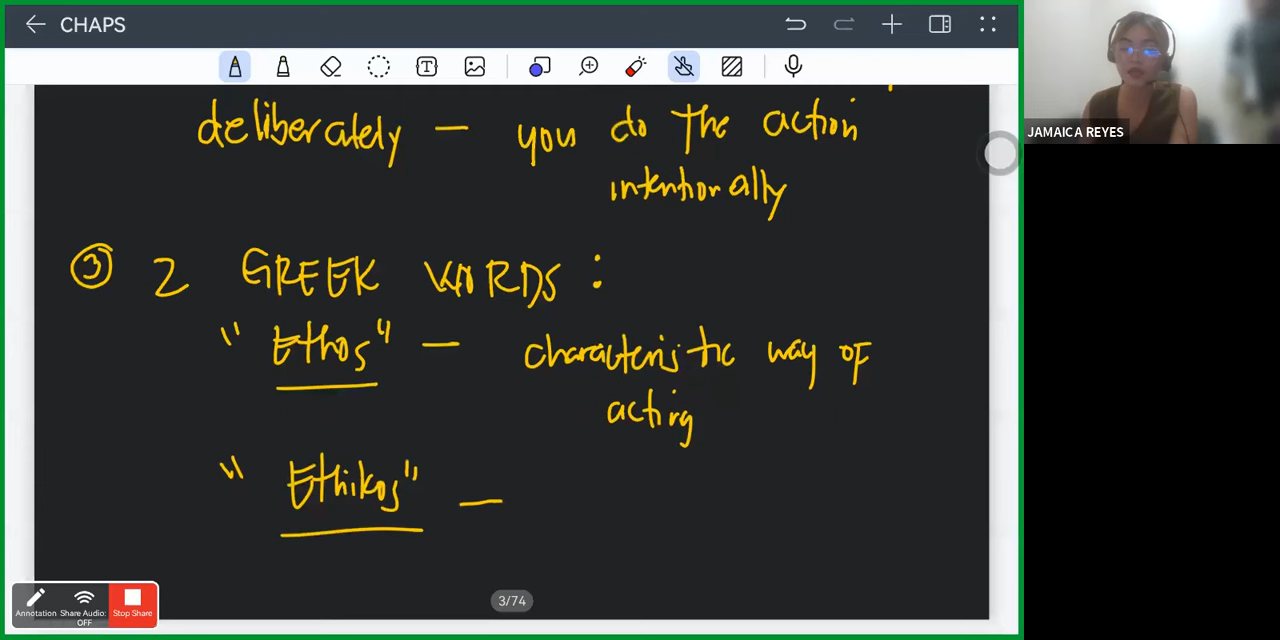 CHAPS
JAMAICA REYES
deliberately — you do the action
intentionally
③ 2 GREEK WORDS :
"Ethos" — characteristic way of
acting
"Ethikos" —
3/74
Annotation Share Audio: OFF Stop Share